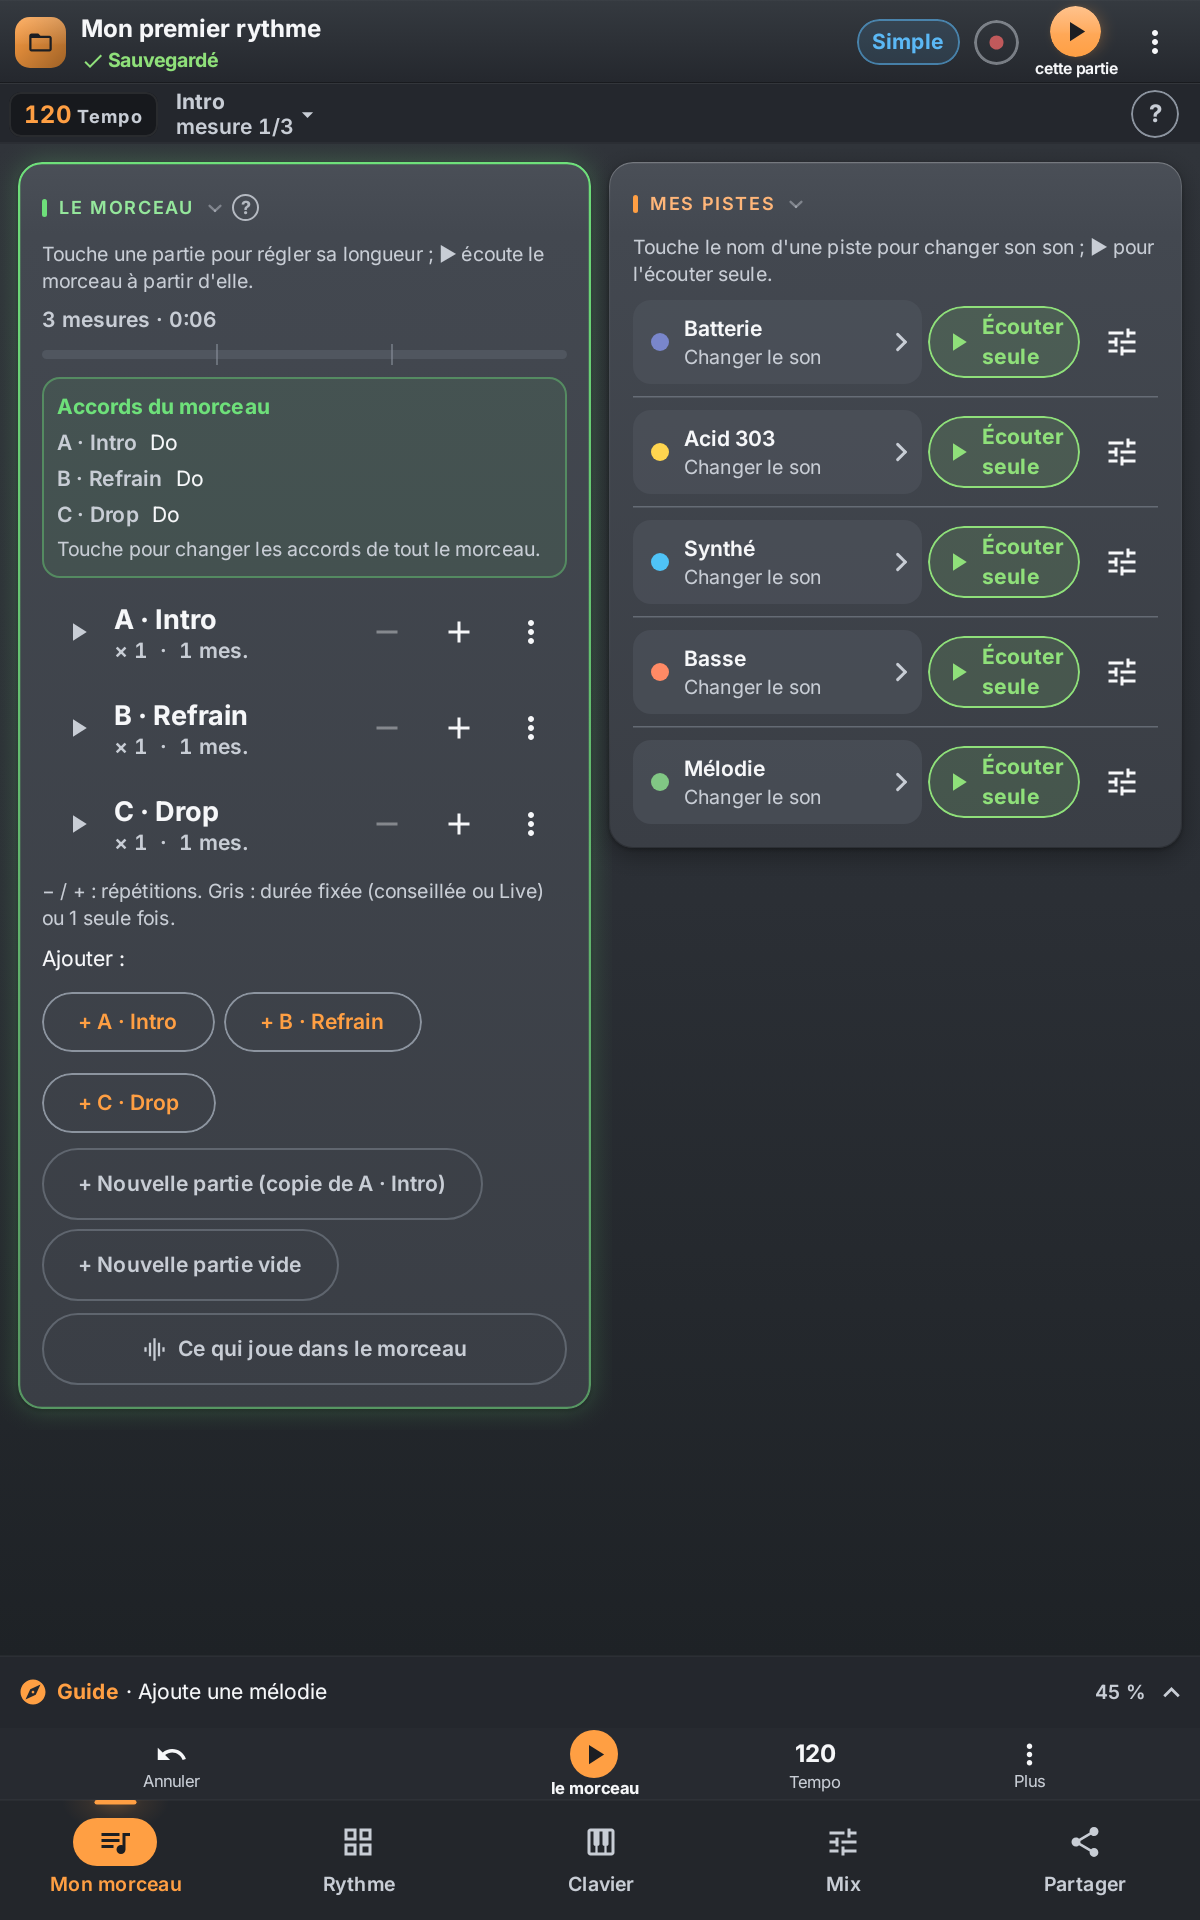 Mon premier rythme
Sauvegardé
Simple
cette partie
120 Tempo
Intro
mesure 1/3
?
LE MORCEAU
?
Touche une partie pour régler sa longueur ; ▶ écoute le
morceau à partir d'elle.
3 mesures · 0:06
Accords du morceau
A · Intro Do
B · Refrain Do
C · Drop Do
Touche pour changer les accords de tout le morceau.
A · Intro
× 1 · 1 mes.
B · Refrain
× 1 · 1 mes.
C · Drop
× 1 · 1 mes.
− / + : répétitions. Gris : durée fixée (conseillée ou Live)
ou 1 seule fois.
Ajouter :
+ A · Intro
+ B · Refrain
+ C · Drop
+ Nouvelle partie (copie de A · Intro)
+ Nouvelle partie vide
Ce qui joue dans le morceau
MES PISTES
Touche le nom d'une piste pour changer son son ; ▶ pour
l'écouter seule.
Batterie
Changer le son
Écouter
seule
Acid 303
Changer le son
Écouter
seule
Synthé
Changer le son
Écouter
seule
Basse
Changer le son
Écouter
seule
Mélodie
Changer le son
Écouter
seule
Guide · Ajoute une mélodie
45 %
Annuler
le morceau
120
Tempo
Plus
Mon morceau
Rythme
Clavier
Mix
Partager